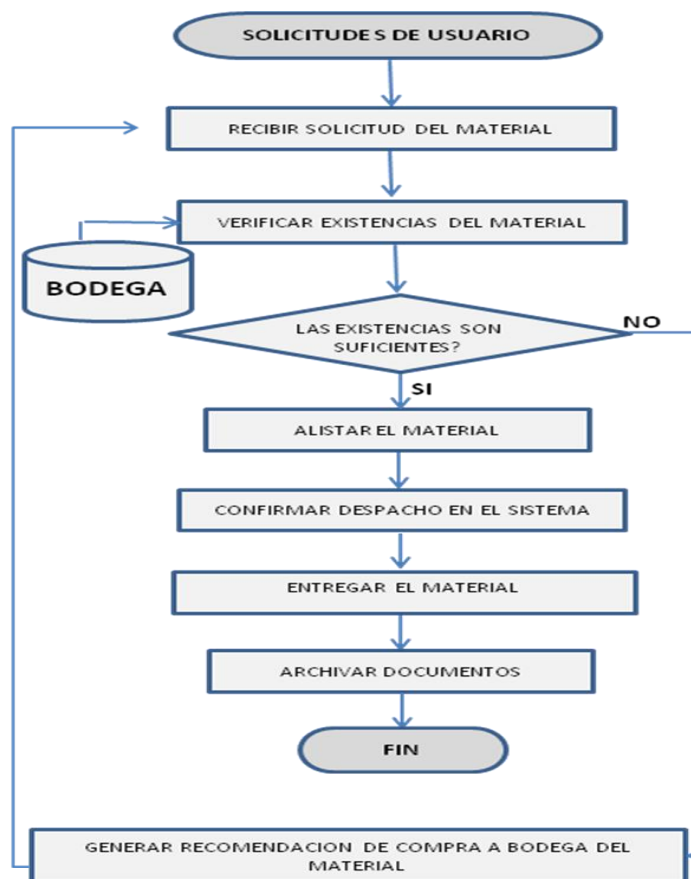 SOLICITUDES DE USUARIO
RECIBIR SOLICITUD DEL MATERIAL
VERIFICAR EXISTENCIAS DEL MATERIAL
BODEGA
LAS EXISTENCIAS SON
SUFICIENTES?
NO
SI
ALISTAR EL MATERIAL
CONFIRMAR DESPACHO EN EL SISTEMA
ENTREGAR EL MATERIAL
ARCHIVAR DOCUMENTOS
FIN
GENERAR RECOMENDACION DE COMPRA A BODEGA DEL
MATERIAL